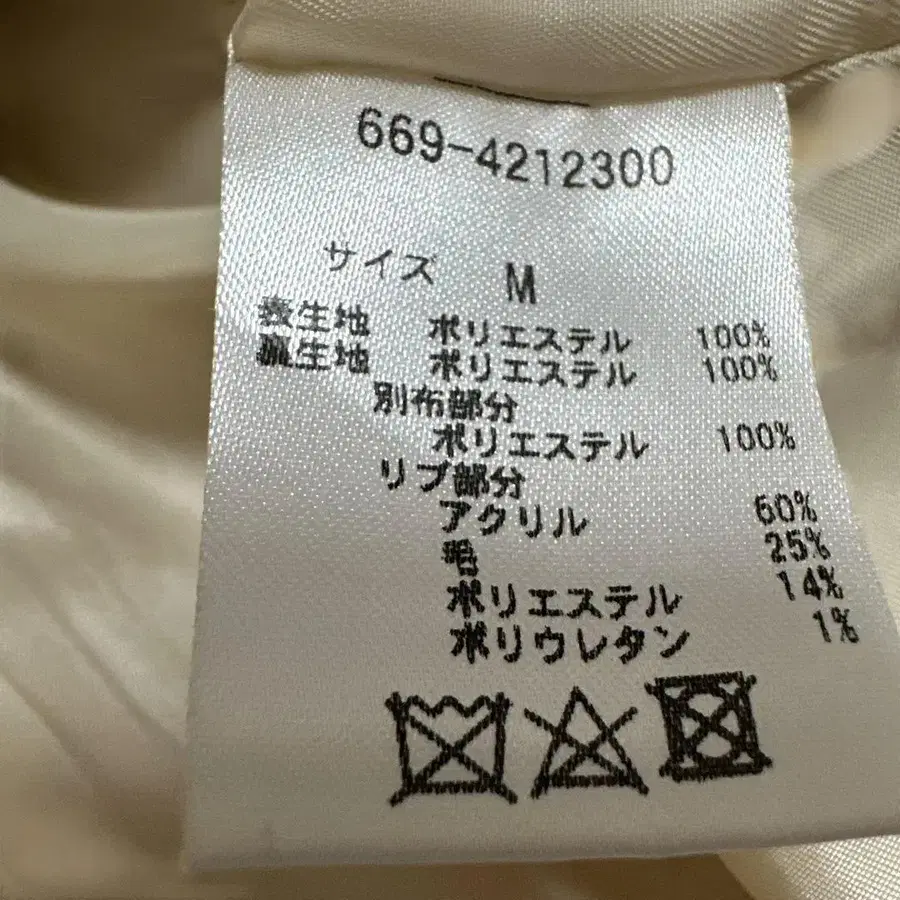 669-4212300
サイズ M
表生地 ポリエステル 100%
裏生地 ポリエステル 100%
別布部分
ポリエステル 100%
リブ部分
アクリル 60%
毛 25%
ポリエステル 14%
ポリウレタン 1%